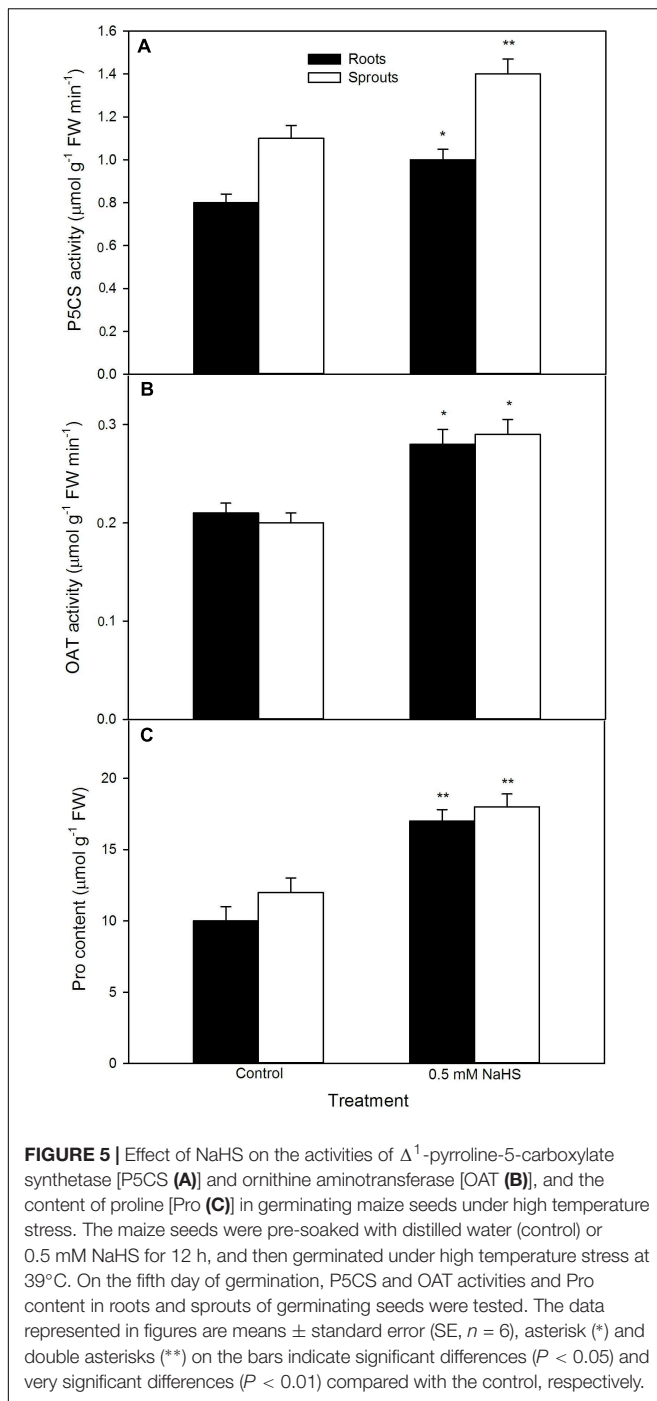 A
Roots
Sprouts
**
*
1.6
1.4
1.2
1.0
0.8
0.6
0.4
0.2
0.0
P5CS activity (µmol g⁻¹ FW min⁻¹)
B
*
*
0.3
0.2
0.1
0.0
OAT activity (µmol g⁻¹ FW min⁻¹)
C
**
**
20
15
10
5
0
Pro content (µmol g⁻¹ FW)
Control
0.5 mM NaHS
Treatment
FIGURE 5 | Effect of NaHS on the activities of Δ¹-pyrroline-5-carboxylate
synthetase [P5CS (A)] and ornithine aminotransferase [OAT (B)], and the
content of proline [Pro (C)] in germinating maize seeds under high temperature
stress. The maize seeds were pre-soaked with distilled water (control) or
0.5 mM NaHS for 12 h, and then germinated under high temperature stress at
39°C. On the fifth day of germination, P5CS and OAT activities and Pro
content in roots and sprouts of germinating seeds were tested. The data
represented in figures are means ± standard error (SE, n = 6), asterisk (*) and
double asterisks (**) on the bars indicate significant differences (P < 0.05) and
very significant differences (P < 0.01) compared with the control, respectively.